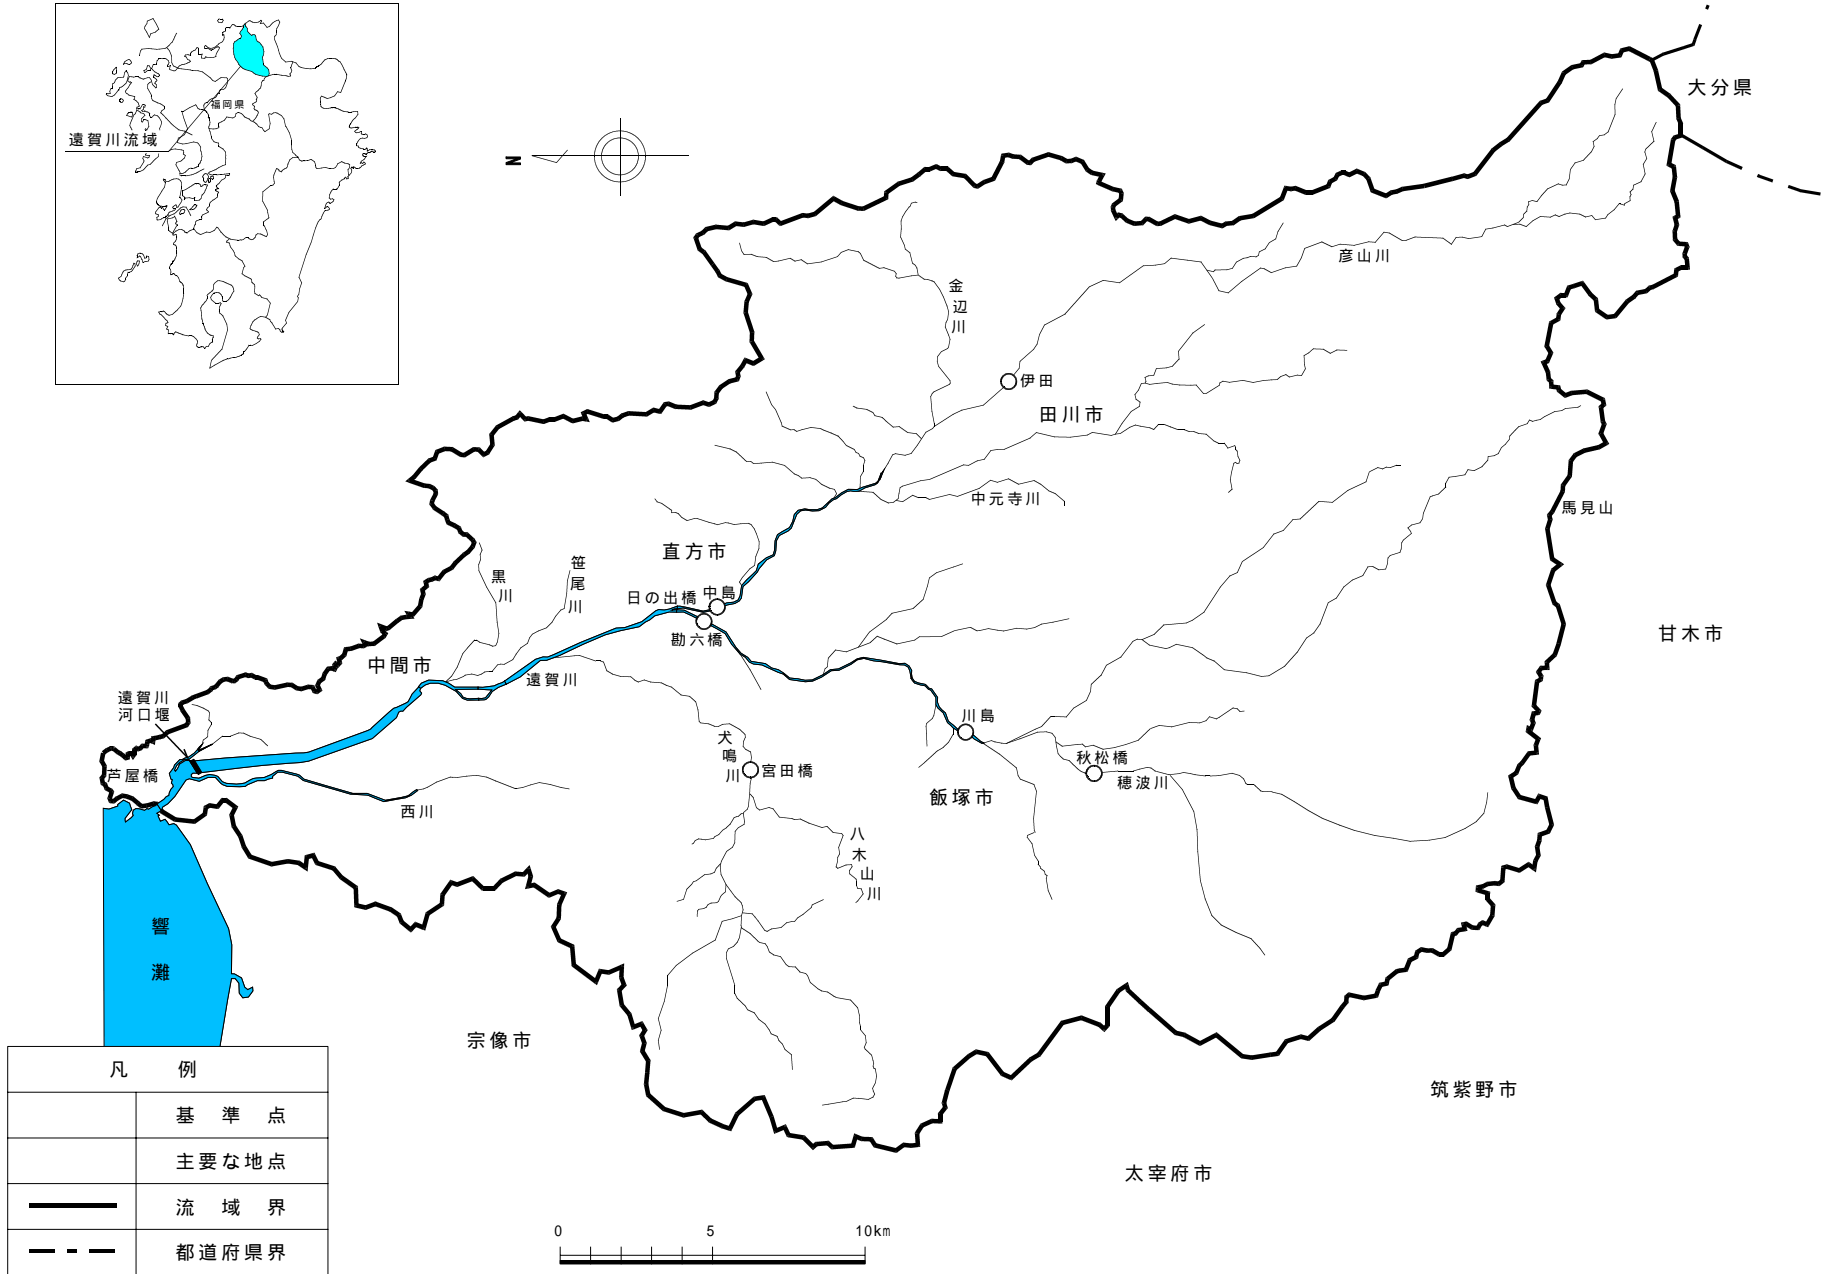 福岡県
遠賀川流域
N
大分県
彦山川
金辺川
伊田
田川市
中元寺川
馬見山
直方市
笹尾川
黒川
日の出橋
中島
勘六橋
甘木市
中間市
遠賀川
遠賀川
河口堰
川島
犬鳴川
宮田橋
秋松橋
穂波川
芦屋橋
飯塚市
西川
八木山川
響灘
宗像市
筑紫野市
太宰府市
凡 例
基 準 点
主要な地点
流 域 界
都道府県界
0 5 10km